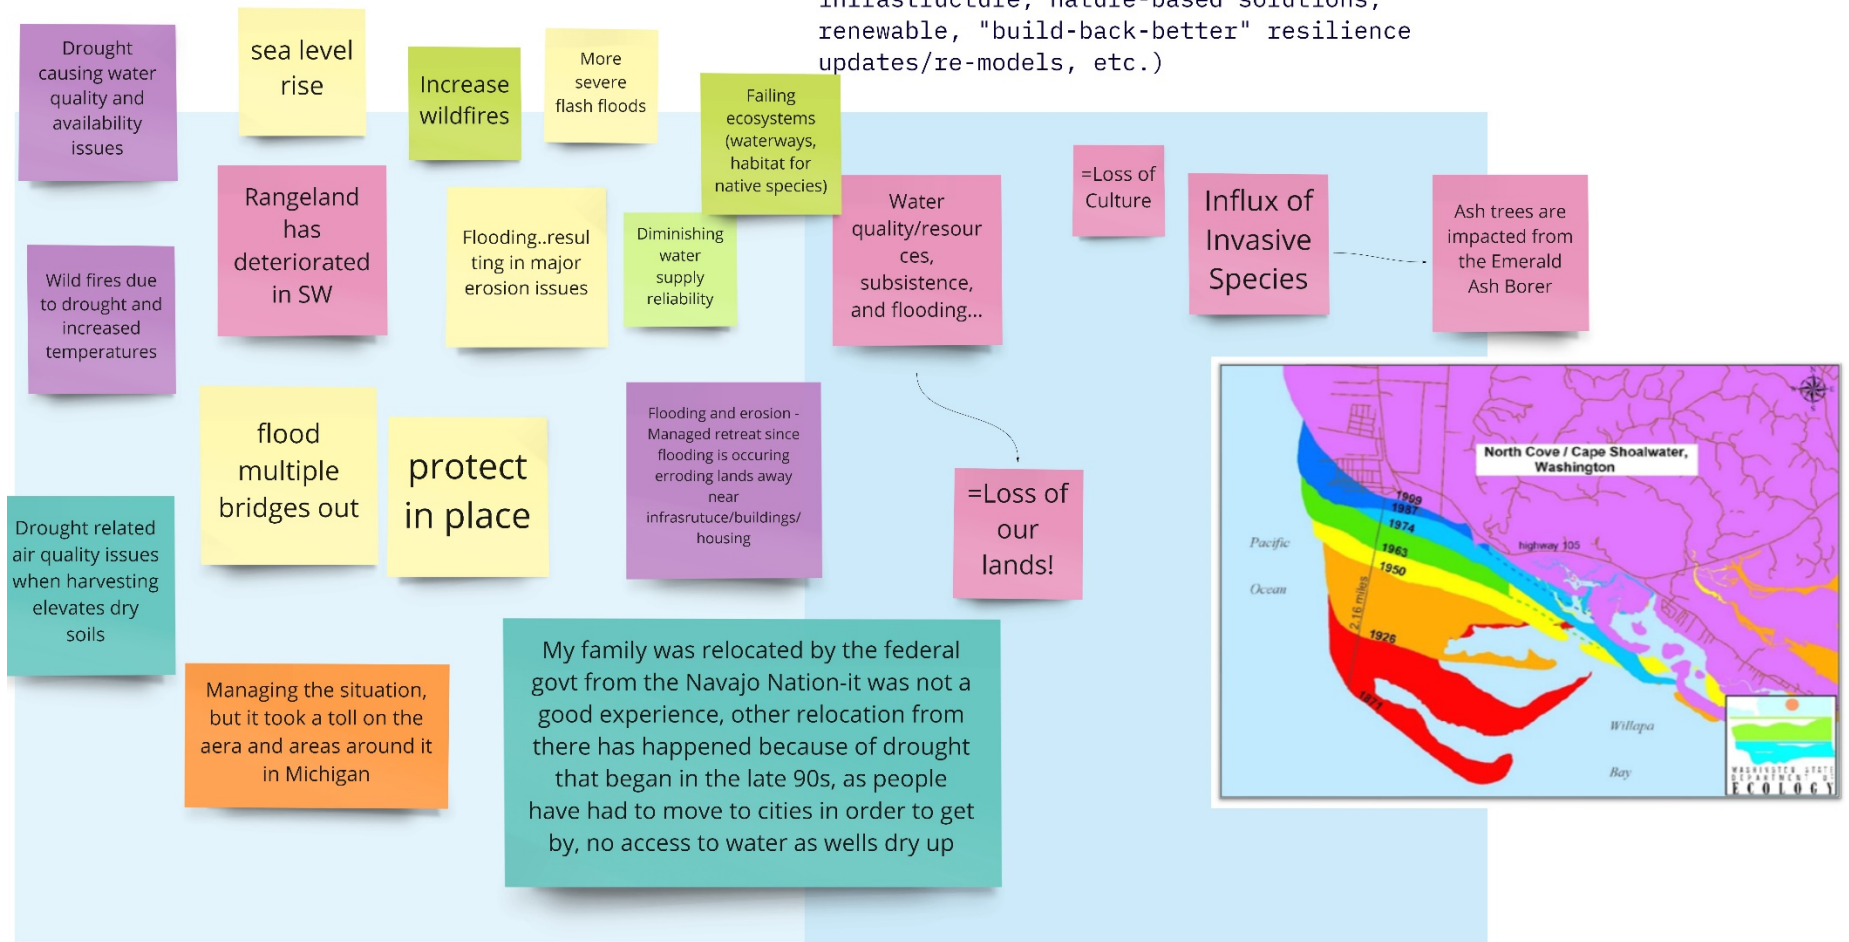 infrastructure, nature-based solutions,
renewable, "build-back-better" resilience
updates/re-models, etc.)
Drought
causing water
quality and
availability
issues
sea level
rise
Increase
wildfires
More
severe
flash floods
Failing
ecosystems
(waterways,
habitat for
native species)
Rangeland
has
deteriorated
in SW
Flooding..resul
ting in major
erosion issues
Diminishing
water
supply
reliability
Water
quality/resour
ces,
subsistence,
and flooding...
=Loss of
Culture
Influx of
Invasive
Species
Ash trees are
impacted from
the Emerald
Ash Borer
Wild fires due
to drought and
increased
temperatures
flood
multiple
bridges out
protect
in place
Flooding and erosion -
Managed retreat since
flooding is occuring
erroding lands away
near
infrasrutuce/buildings/
housing
=Loss of
our
lands!
Drought related
air quality issues
when harvesting
elevates dry
soils
Managing the situation,
but it took a toll on the
aera and areas around it
in Michigan
My family was relocated by the federal
govt from the Navajo Nation-it was not a
good experience, other relocation from
there has happened because of drought
that began in the late 90s, as people
have had to move to cities in order to get
by, no access to water as wells dry up
North Cove / Cape Shoalwater,
Washington
1999
1987
1974
1963
1950
1926
1871
2.16 miles
highway 105
Pacific
Ocean
Willapa
Bay
WASHINGTON STATE
DEPARTMENT OF
ECOLOGY